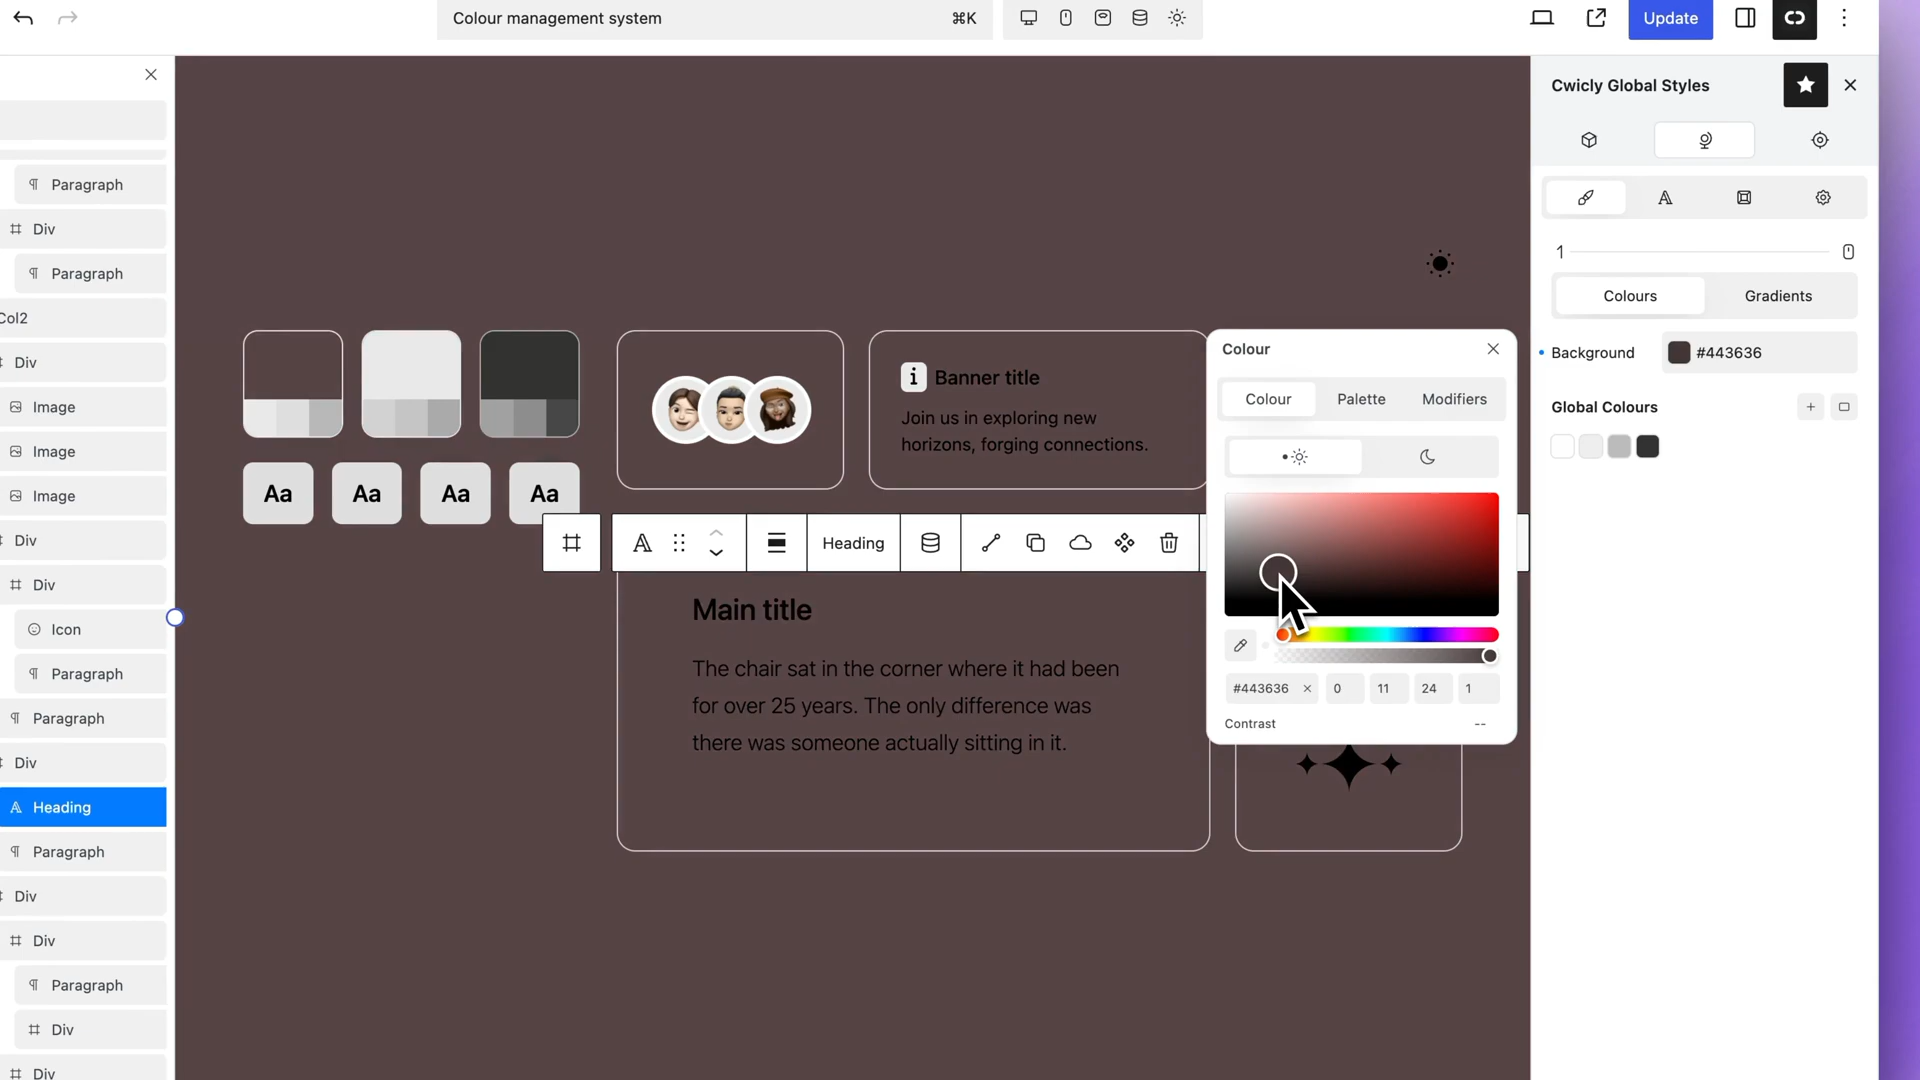 Colour management system
⌘K
Update
Paragraph
Div
Paragraph
Col2
Div
Image
Image
Image
Div
Div
Icon
Paragraph
Paragraph
Div
Heading
Paragraph
Div
Div
Paragraph
Div
Div
Aa
Aa
Aa
Aa
Banner title
Join us in exploring new
horizons, forging connections.
Heading
Main title
The chair sat in the corner where it had been
for over 25 years. The only difference was
there was someone actually sitting in it.
Colour
Colour
Palette
Modifiers
#443636
0
11
24
1
Contrast
--
Cwicly Global Styles
1
Colours
Gradients
Background
#443636
Global Colours